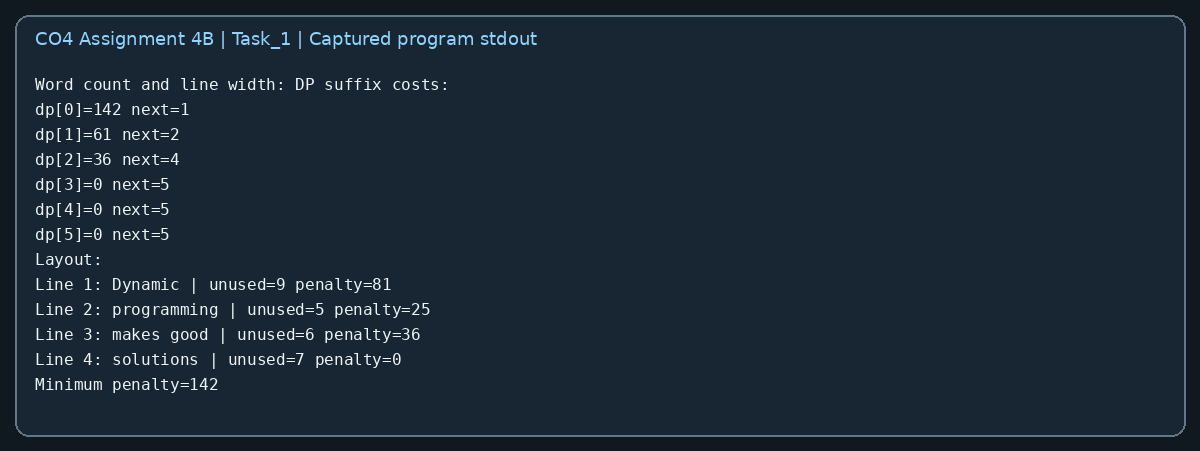 CO4 Assignment 4B | Task_1 | Captured program stdout
Word count and line width: DP suffix costs:
dp[0]=142 next=1
dp[1]=61 next=2
dp[2]=36 next=4
dp[3]=0 next=5
dp[4]=0 next=5
dp[5]=0 next=5
Layout:
Line 1: Dynamic | unused=9 penalty=81
Line 2: programming | unused=5 penalty=25
Line 3: makes good | unused=6 penalty=36
Line 4: solutions | unused=7 penalty=0
Minimum penalty=142